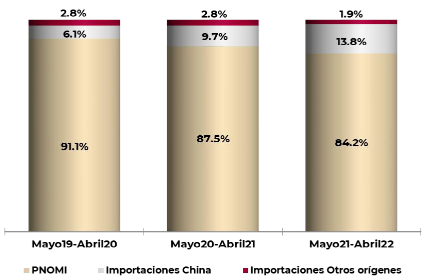 2.8% 2.8% 1.9%
6.1% 9.7% 13.8%
91.1% 87.5% 84.2%
Mayo19-Abril20 Mayo20-Abril21 Mayo21-Abril22
PNOMI Importaciones China Importaciones Otros orígenes